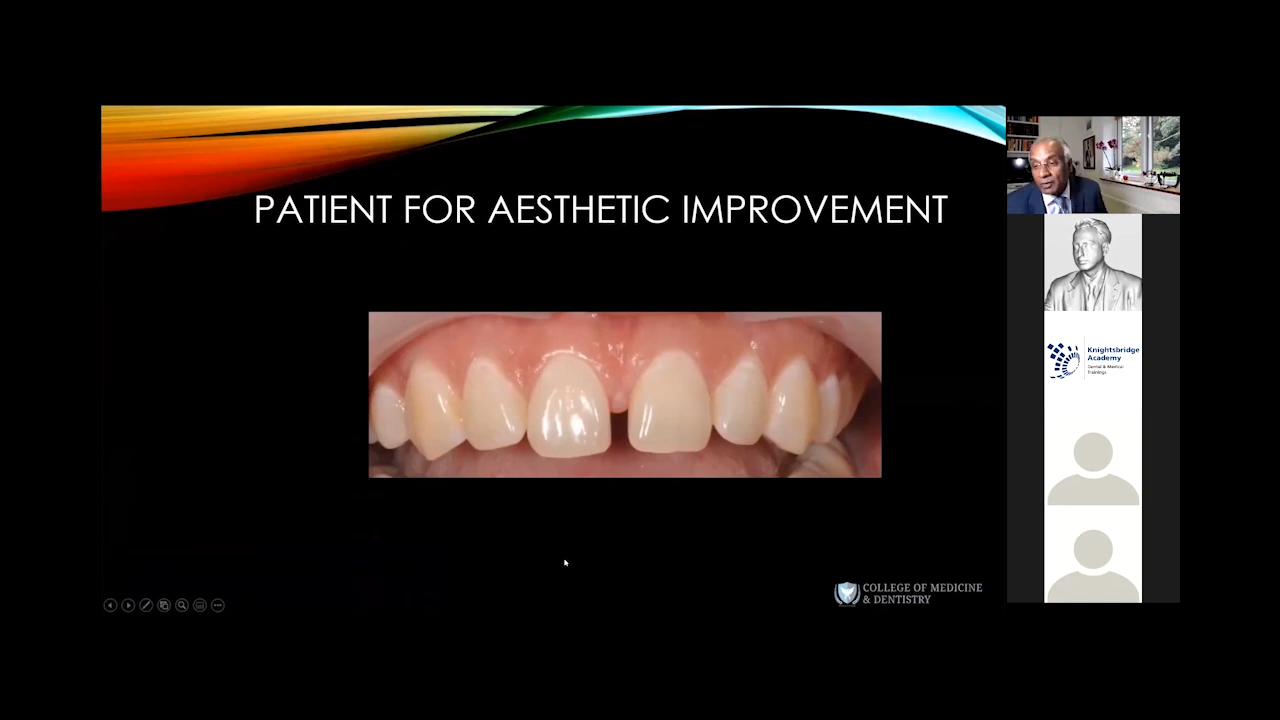 PATIENT FOR AESTHETIC IMPROVEMENT
COLLEGE OF MEDICINE
& DENTISTRY
Knightsbridge
Academy
Dental & Medical
Trainings